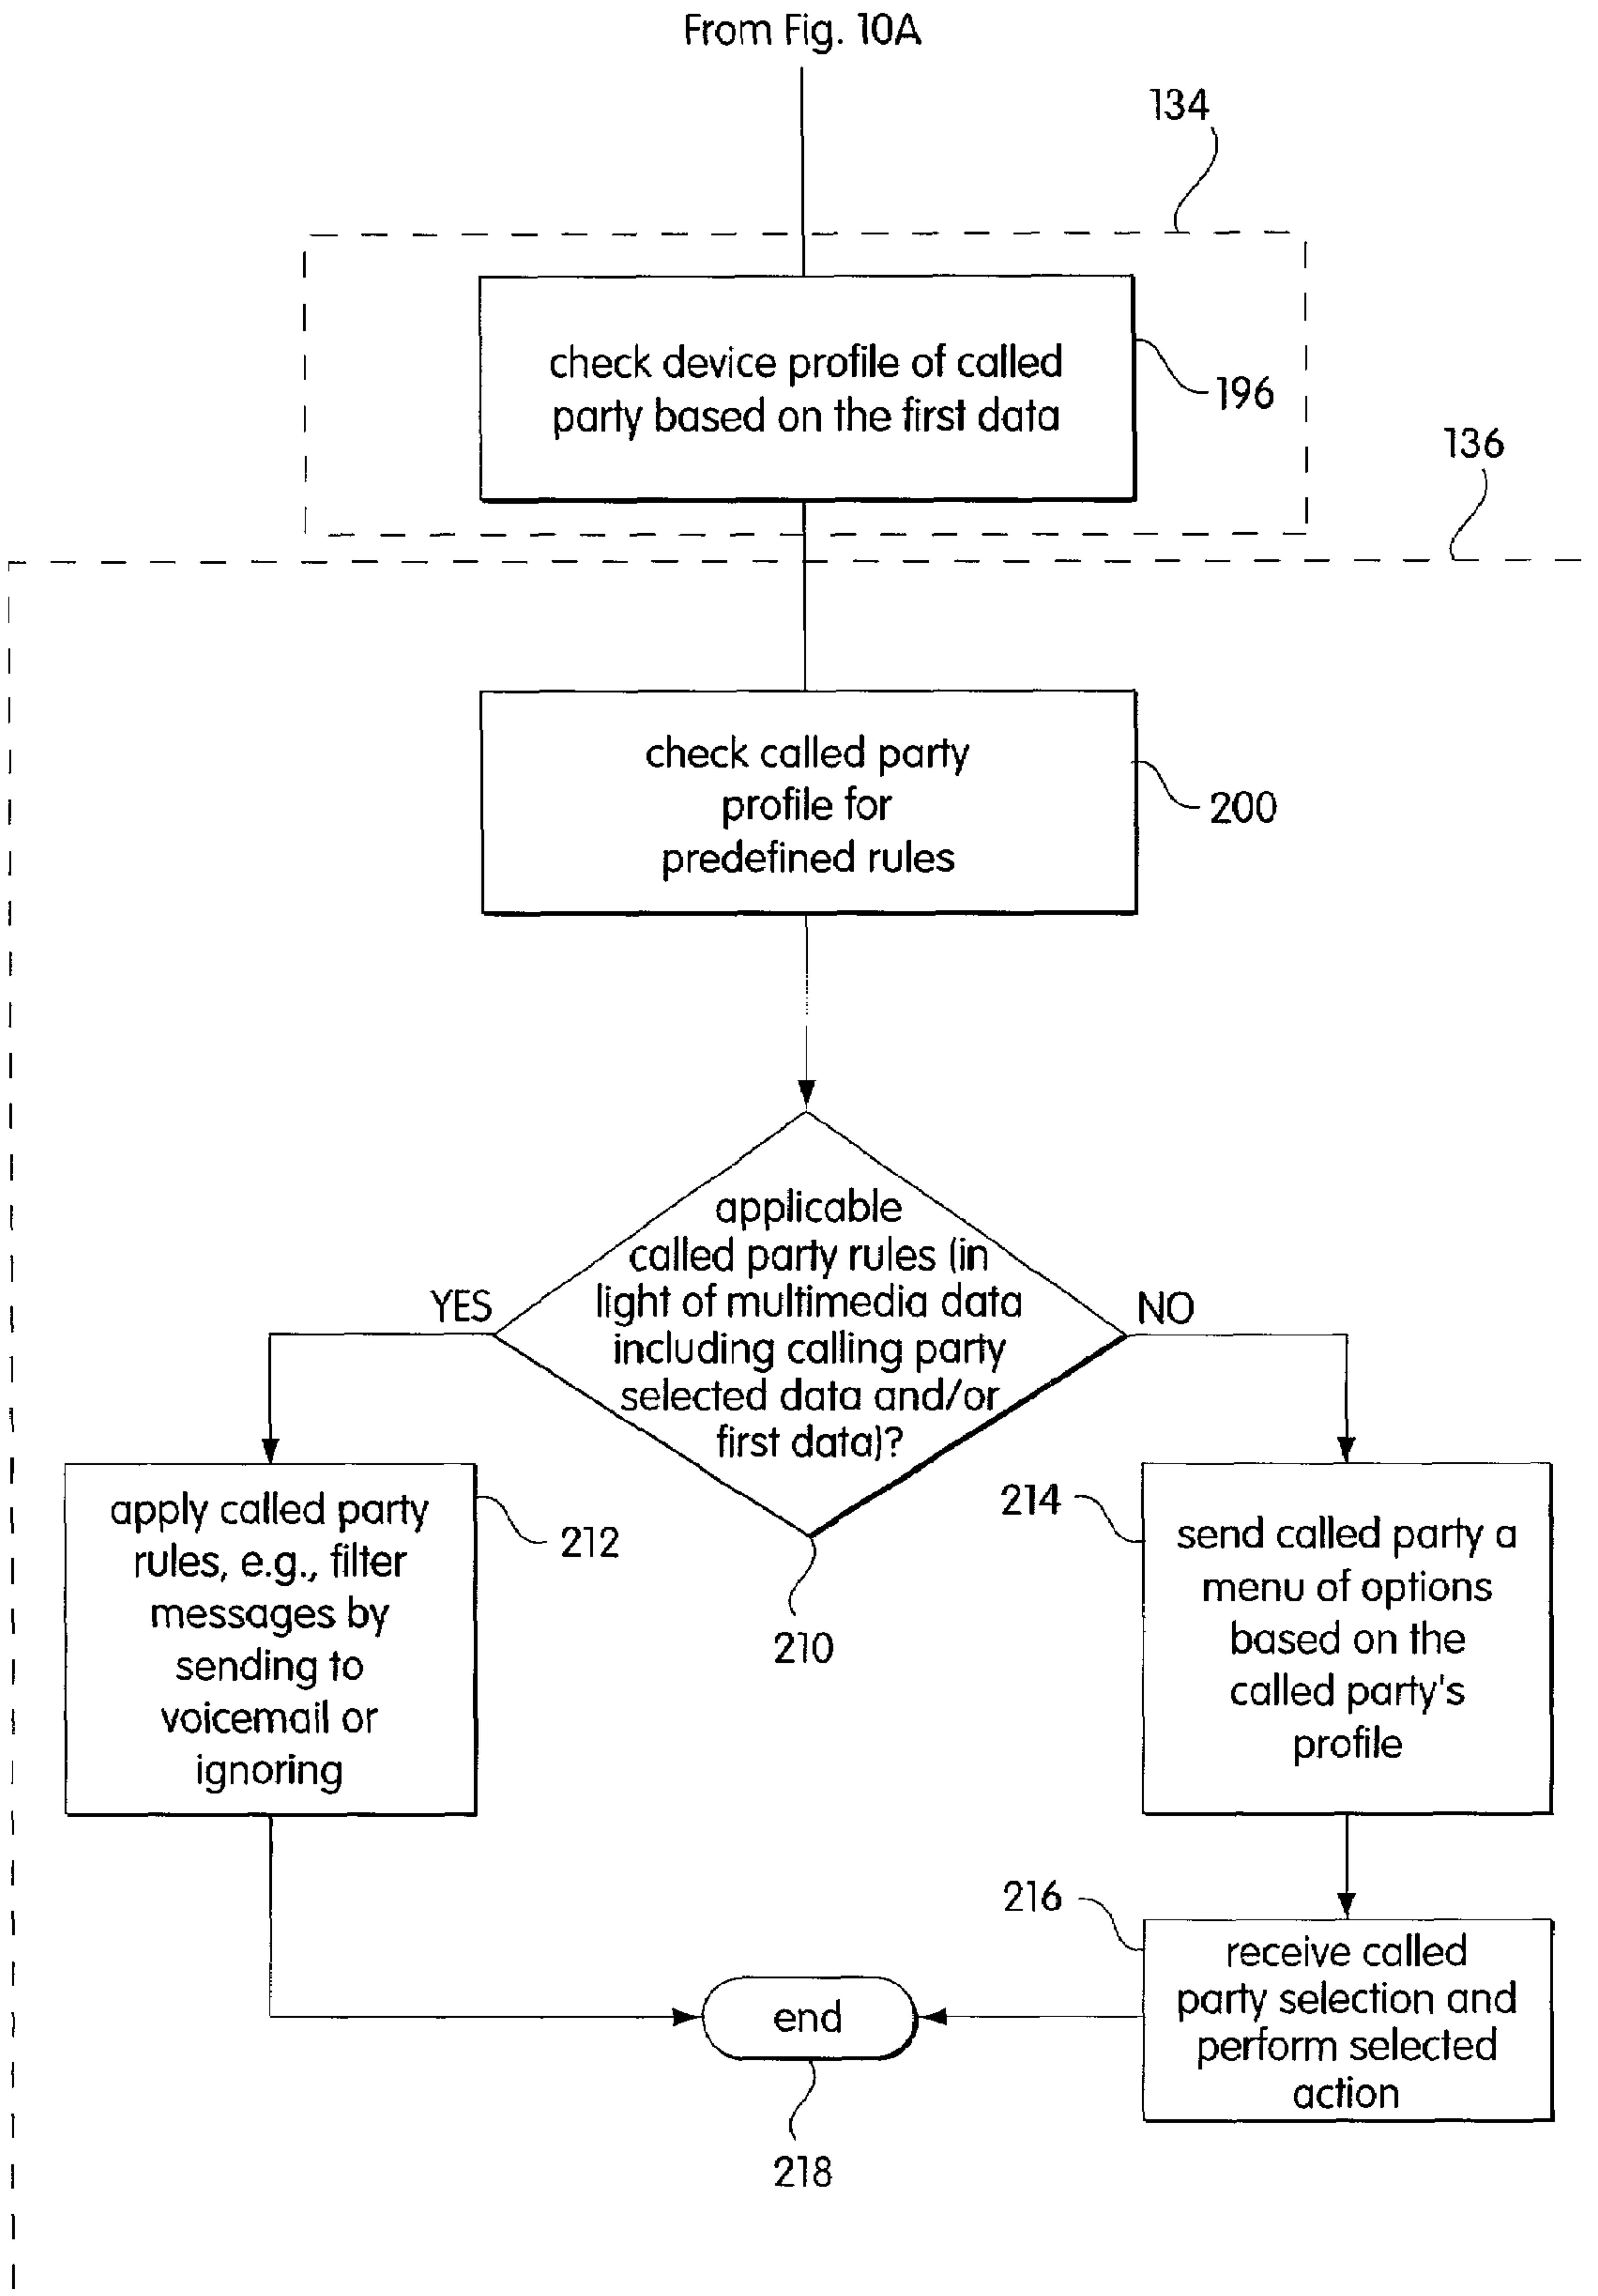 From Fig. 10A
134
check device profile of called
party based on the first data
196
136
check called party
profile for
predefined rules
200
applicable
called party rules (in
light of multimedia data
including calling party
selected data and/or
first data)?
YES
NO
210
apply called party
rules, e.g., filter
messages by
sending to
voicemail or
ignoring
212
214
send called party a
menu of options
based on the
called party's
profile
216
receive called
party selection and
perform selected
action
end
218